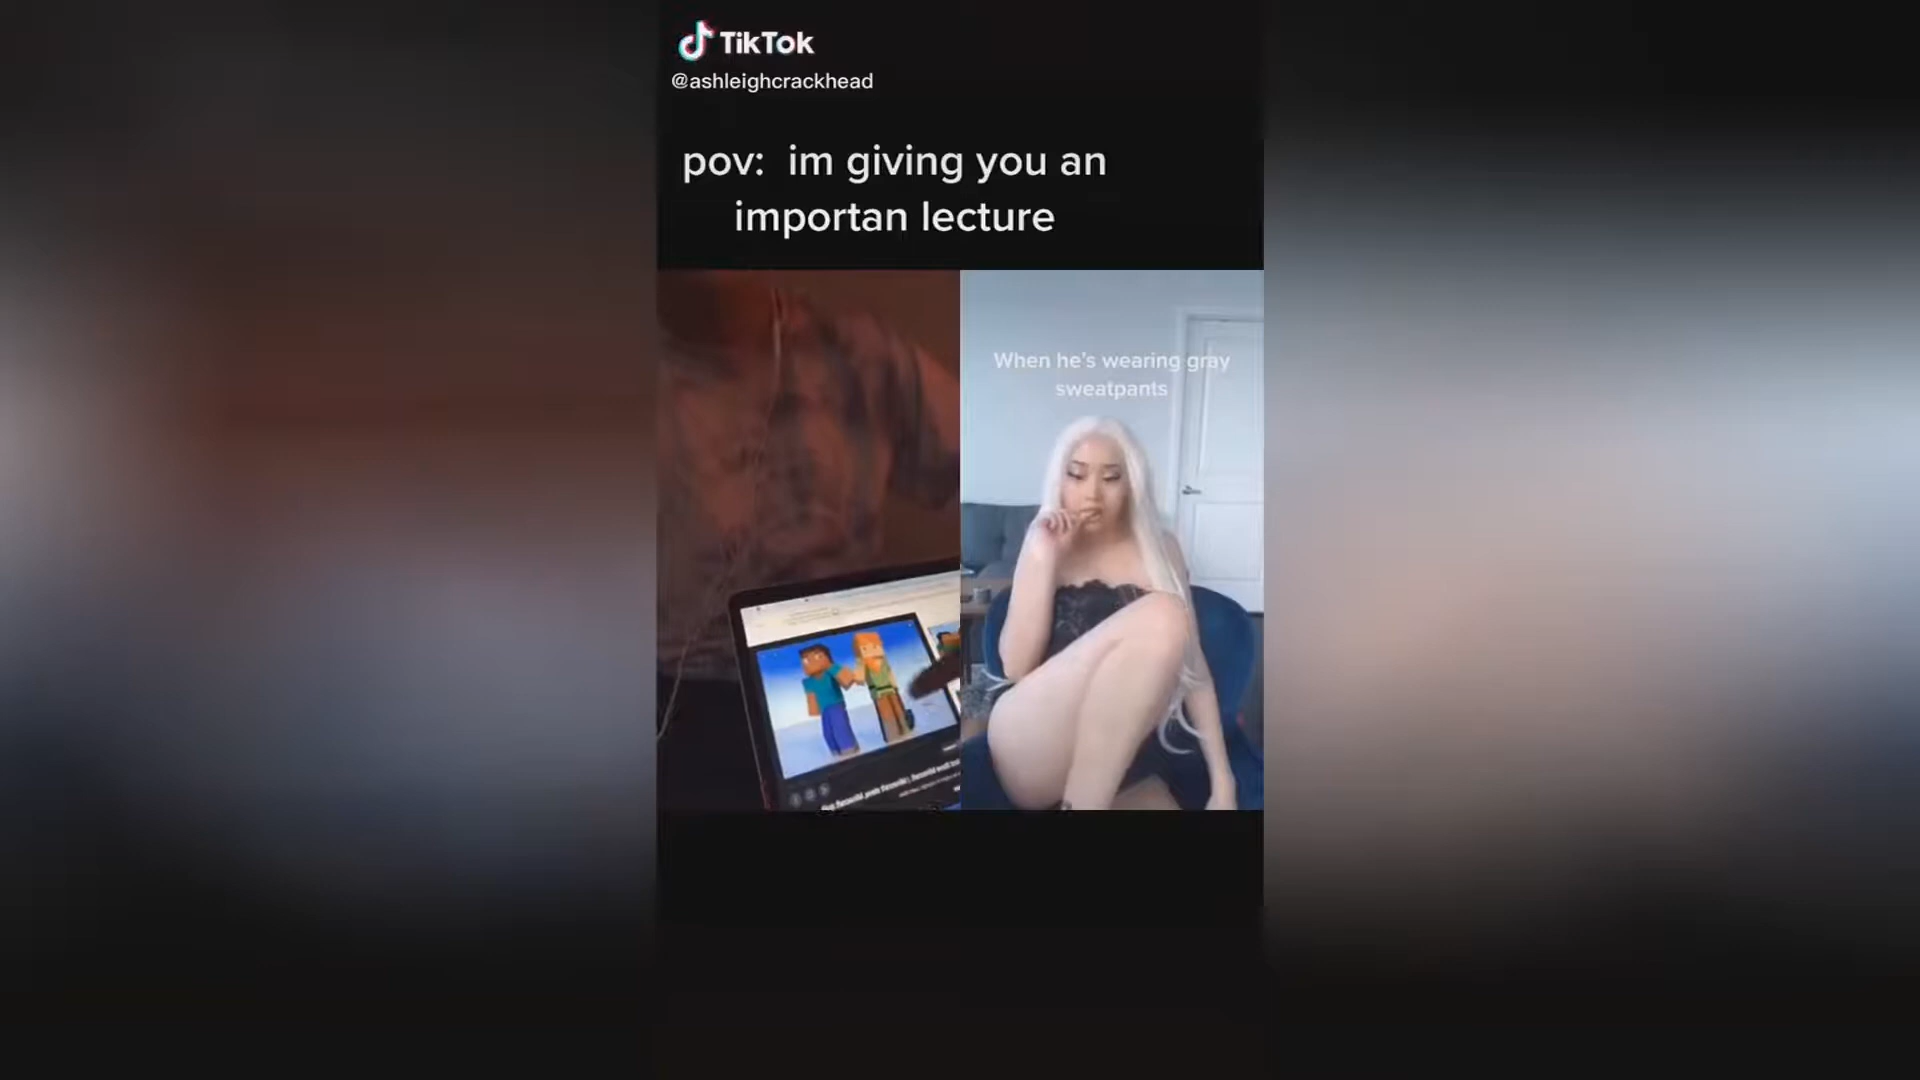 TikTok
@ashleighcrackhead
pov: im giving you an
importan lecture
When he's wearing gray
sweatpants